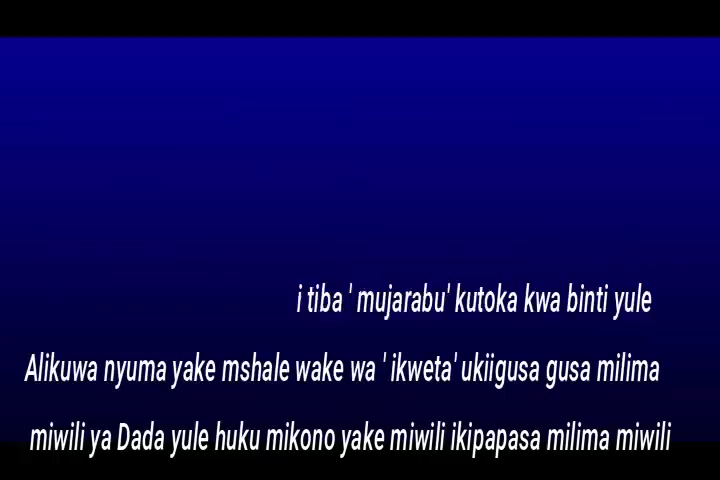 i tiba ' mujarabu' kutoka kwa binti yule
Alikuwa nyuma yake mshale wake wa ' ikweta' ukiigusa gusa milima
miwili ya Dada yule huku mikono yake miwili ikipapasa milima miwili